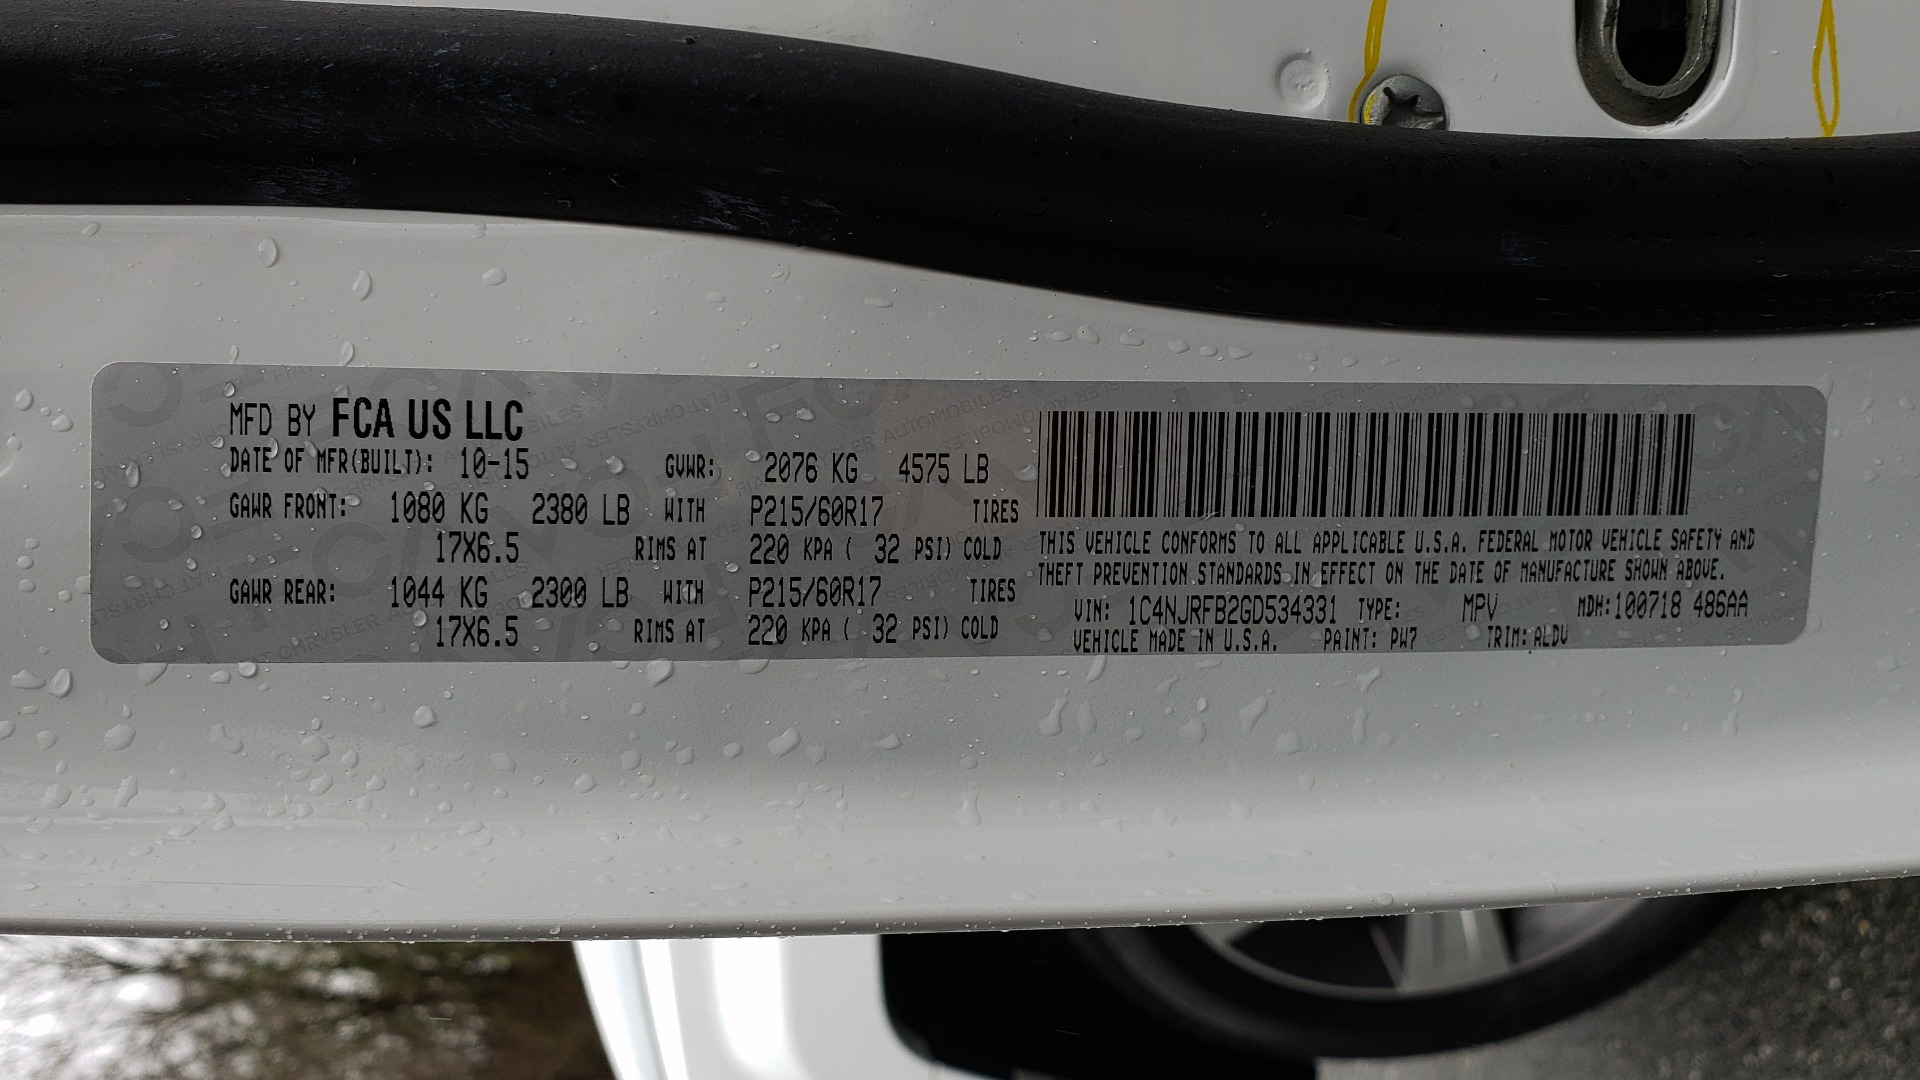 MFD BY FCA US LLC
DATE OF MFR(BUILT): 10-15 GVWR: 2076 KG 4575 LB
GAWR FRONT: 1080 KG 2380 LB WITH P215/60R17 TIRES
17X6.5 RIMS AT 220 KPA ( 32 PSI) COLD
GAWR REAR: 1044 KG 2300 LB WITH P215/60R17 TIRES
17X6.5 RIMS AT 220 KPA ( 32 PSI) COLD
THIS VEHICLE CONFORMS TO ALL APPLICABLE U.S.A. FEDERAL MOTOR VEHICLE SAFETY AND
THEFT PREVENTION STANDARDS IN EFFECT ON THE DATE OF MANUFACTURE SHOWN ABOVE.
VIN: 1C4NJRFB2GD534331 TYPE: MPV MDH:100718 486AA
VEHICLE MADE IN U.S.A. PAINT: PW7 TRIM: ALDV